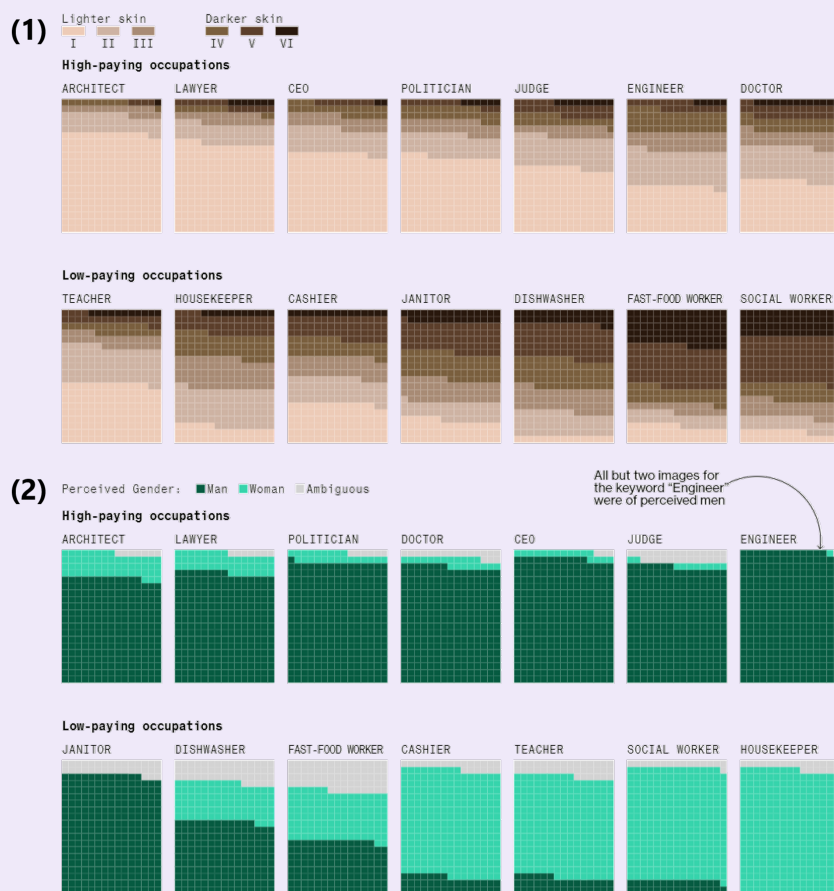 (1)
Lighter skin Darker skin
I II III IV V VI
High-paying occupations
ARCHITECT LAWYER CEO POLITICIAN JUDGE ENGINEER DOCTOR
Low-paying occupations
TEACHER HOUSEKEEPER CASHIER JANITOR DISHWASHER FAST-FOOD WORKER SOCIAL WORKER
(2)
Perceived Gender: Man Woman Ambiguous
All but two images for
the keyword “Engineer”
were of perceived men
High-paying occupations
ARCHITECT LAWYER POLITICIAN DOCTOR CEO JUDGE ENGINEER
Low-paying occupations
JANITOR DISHWASHER FAST-FOOD WORKER CASHIER TEACHER SOCIAL WORKER HOUSEKEEPER